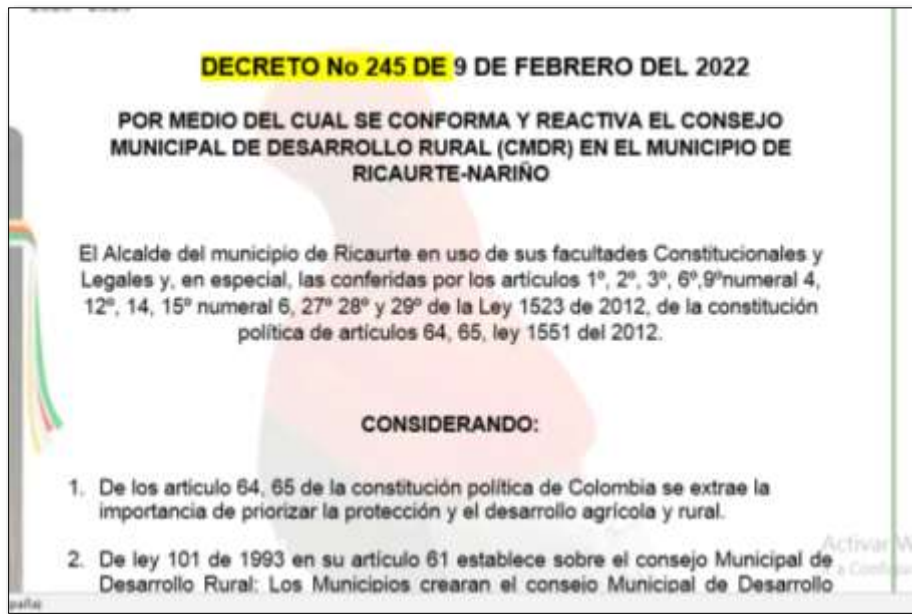 DECRETO No 245 DE 9 DE FEBRERO DEL 2022
POR MEDIO DEL CUAL SE CONFORMA Y REACTIVA EL CONSEJO
MUNICIPAL DE DESARROLLO RURAL (CMDR) EN EL MUNICIPIO DE
RICAURTE-NARIÑO
El Alcalde del municipio de Ricaurte en uso de sus facultades Constitucionales y
Legales y, en especial, las conferidas por los artículos 1º, 2º, 3º, 6º,9ºnumeral 4,
12º, 14, 15º numeral 6, 27º 28º y 29º de la Ley 1523 de 2012, de la constitución
política de artículos 64, 65, ley 1551 del 2012.
CONSIDERANDO:
1. De los articulo 64, 65 de la constitución política de Colombia se extrae la
importancia de priorizar la protección y el desarrollo agrícola y rural.
2. De ley 101 de 1993 en su artículo 61 establece sobre el consejo Municipal de
Desarrollo Rural: Los Municipios crearan el consejo Municipal de Desarrollo
Activar